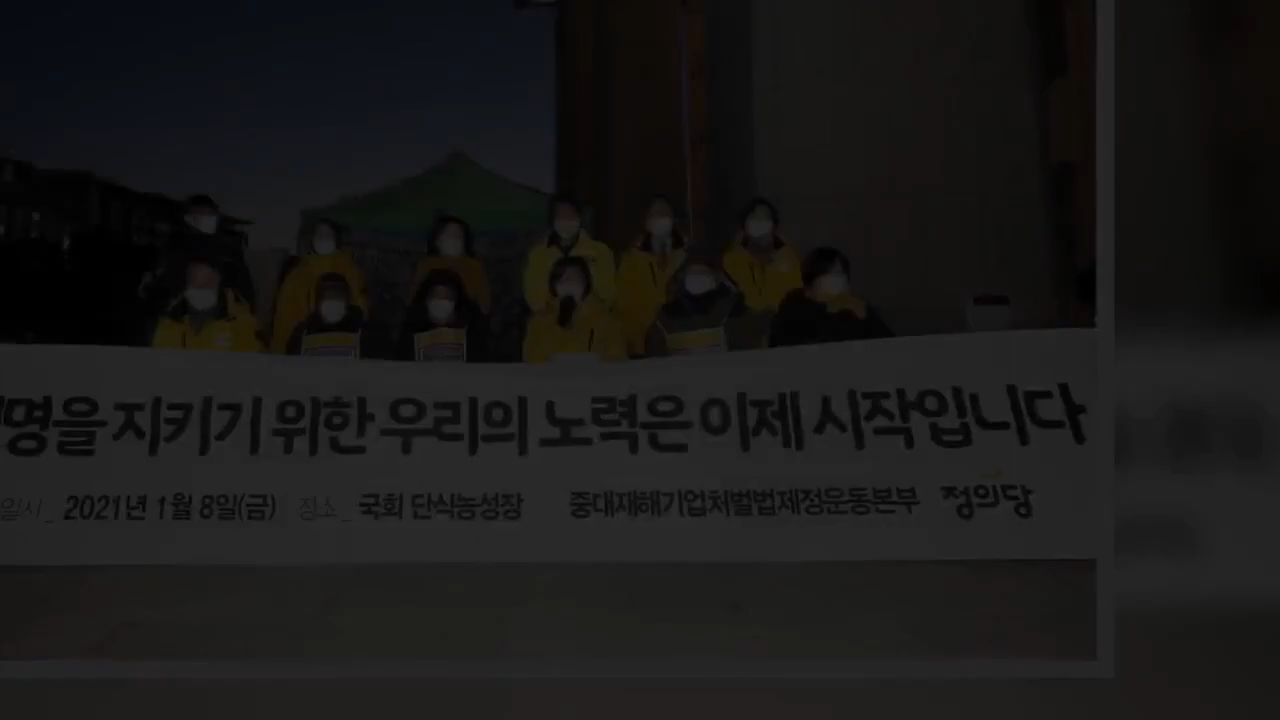 명을 지키기 위한 우리의 노력은 이제 시작입니다
일시_ 2021년 1월 8일(금) 장소_ 국회 단식농성장 중대재해기업처벌법제정운동본부 정의당